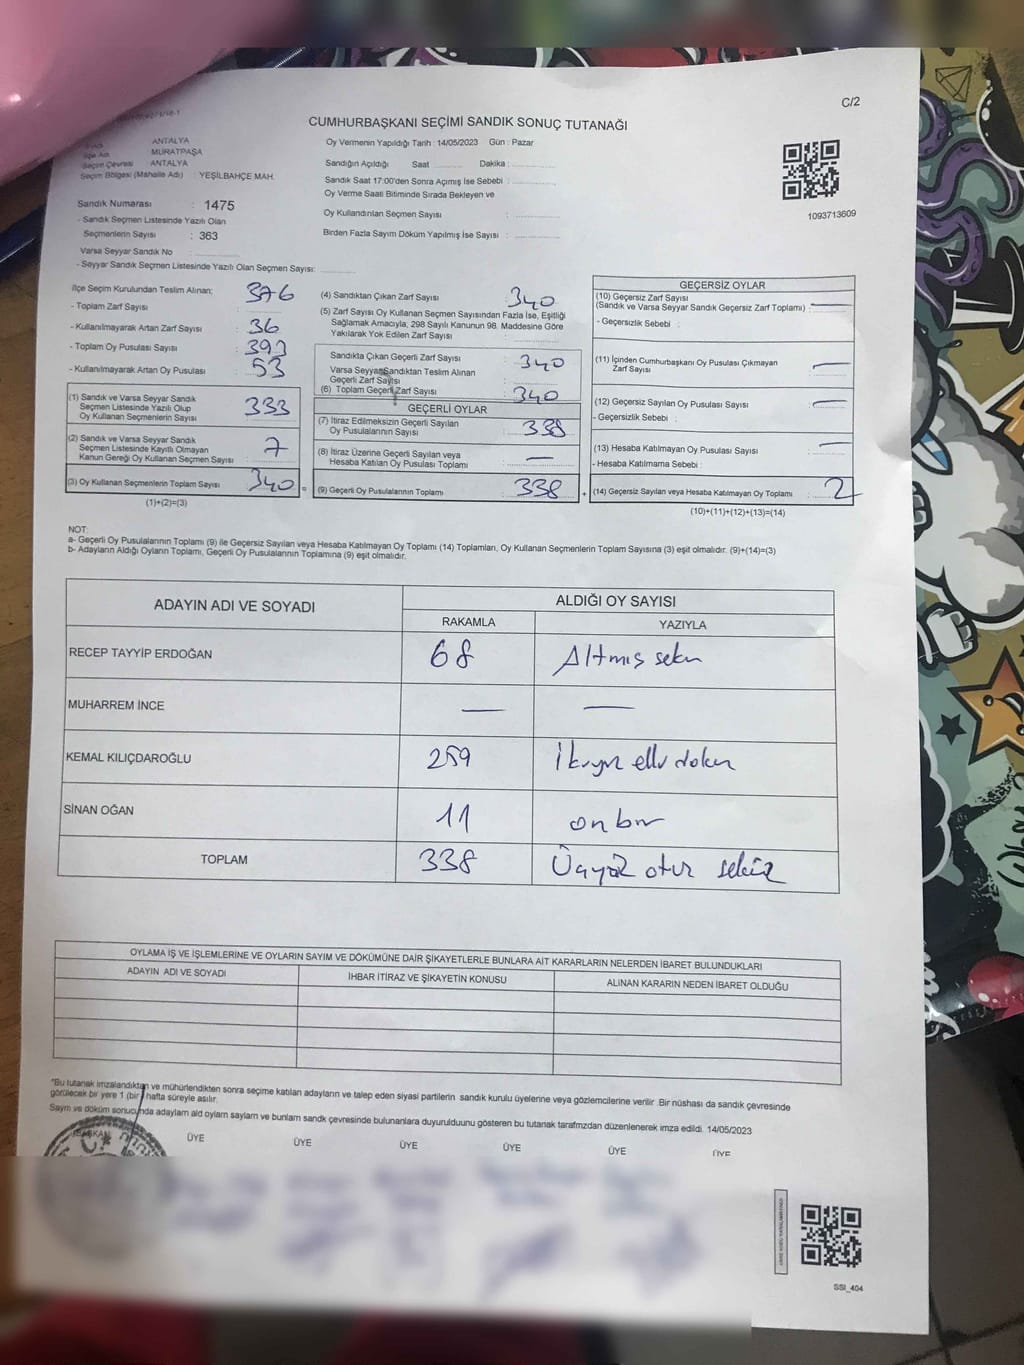 C/2
CUMHURBAŞKANI SEÇİMİ SANDIK SONUÇ TUTANAĞI
ANTALYA
İlçe Adı MURATPAŞA
Seçim Çevresi ANTALYA
Seçim Bölgesi (Mahalle Adı) : YEŞİLBAHÇE MAH.
Sandık Numarası : 1475
- Sandık Seçmen Listesinde Yazılı Olan
Seçmenlerin Sayısı : 363
Varsa Seyyar Sandık No :
- Seyyar Sandık Seçmen Listesinde Yazılı Olan Seçmen Sayısı:
Oy Vermenin Yapıldığı Tarih : 14/05/2023 Gün : Pazar
Sandığın Açıldığı Saat Dakika :
Sandık Saat 17:00'den Sonra Açımış İse Sebebi :
Oy Verme Saati Bitiminde Sırada Bekleyen ve
Oy Kullandırılan Seçmen Sayısı :
Birden Fazla Sayım Döküm Yapılmış İse Sayısı :
1093713609
İlçe Seçim Kurulundan Teslim Alınan;
- Toplam Zarf Sayısı : 376
- Kullanılmayarak Artan Zarf Sayısı : 36
- Toplam Oy Pusulası Sayısı : 393
- Kullanılmayarak Artan Oy Pusulası : 53
(1) Sandık ve Varsa Seyyar Sandık
Seçmen Listesinde Yazılı Olup
Oy Kullanan Seçmenlerin Sayısı : 333
(2) Sandık ve Varsa Seyyar Sandık
Seçmen Listesinde Kayıtlı Olmayan
Kanun Gereği Oy Kullanan Seçmen Sayısı : 7
(3) Oy Kullanan Seçmenlerin Toplam Sayısı : 340 =
(1)+(2)=(3)
(4) Sandıktan Çıkan Zarf Sayısı : 340
(5) Zarf Sayısı Oy Kullanan Seçmen Sayısından Fazla İse, Eşitliği
Sağlamak Amacıyla, 298 Sayılı Kanunun 98. Maddesine Göre
Yakılarak Yok Edilen Zarf Sayısı :
Sandıkta Çıkan Geçerli Zarf Sayısı : 340
Varsa Seyyar Sandıktan Teslim Alınan
Geçerli Zarf Sayısı :
(6) Toplam Geçerli Zarf Sayısı : 340
GEÇERLİ OYLAR
(7) İtiraz Edilmeksizin Geçerli Sayılan
Oy Pusulalarının Sayısı : 338
(8) İtiraz Üzerine Geçerli Sayılan veya
Hesaba Katılan Oy Pusulası Toplamı : —
(9) Geçerli Oy Pusulalarının Toplamı : 338 +
GEÇERSİZ OYLAR
(10) Geçersiz Zarf Sayısı
(Sandık ve Varsa Seyyar Sandık Geçersiz Zarf Toplamı) : —
- Geçersizlik Sebebi :
(11) İçinden Cumhurbaşkanı Oy Pusulası Çıkmayan
Zarf Sayısı : —
(12) Geçersiz Sayılan Oy Pusulası Sayısı : —
- Geçersizlik Sebebi :
(13) Hesaba Katılmayan Oy Pusulası Sayısı : —
- Hesaba Katılmama Sebebi :
(14) Geçersiz Sayılan veya Hesaba Katılmayan Oy Toplamı : 2
(10)+(11)+(12)+(13)=(14)
NOT:
a- Geçerli Oy Pusulalarının Toplamı (9) ile Geçersiz Sayılan veya Hesaba Katılmayan Oy Toplamı (14) Toplamları, Oy Kullanan Seçmenlerin Toplam Sayısına (3) eşit olmalıdır. (9)+(14)=(3)
b- Adayların Aldığı Oyların Toplamı, Geçerli Oy Pusulalarının Toplamına (9) eşit olmalıdır.
ADAYIN ADI VE SOYADI ALDIĞI OY SAYISI
RAKAMLA YAZIYLA
RECEP TAYYİP ERDOĞAN 68 Altmış sekiz
MUHARREM İNCE — —
KEMAL KILIÇDAROĞLU 259 İkiyüz elli dokuz
SİNAN OĞAN 11 onbir
TOPLAM 338 Üçyüz otuz sekiz
OYLAMA İŞ VE İŞLEMLERİNE VE OYLARIN SAYIM VE DÖKÜMÜNE DAİR ŞİKAYETLERLE BUNLARA AİT KARARLARIN NELERDEN İBARET BULUNDUKLARI
ADAYIN ADI VE SOYADI İHBAR İTİRAZ VE ŞİKAYETİN KONUSU ALINAN KARARIN NEDEN İBARET OLDUĞU
"Bu tutanak imzalandıktan ve mühürlendikten sonra seçime katılan adayların ve talep eden siyasi partilerin sandık kurulu üyelerine veya gözlemcilerine verilir .Bir nüshası da sandık çevresinde
görülecek bir yere 1 (bir) hafta süreyle asılır.
Sayım ve döküm sonucunda adayların aldığı oyların sayıları ve bunların sandık çevresinde bulunanlara duyurulduğunu gösteren bu tutanak tarafımızdan düzenlenerek imza edildi. 14/05/2023
BAŞKAN ÜYE ÜYE ÜYE ÜYE ÜYE ÜYE
SSI_404